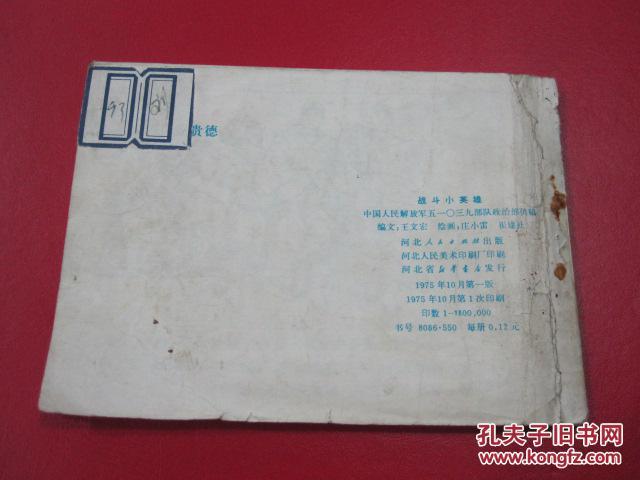 93
贵德
战斗小英雄
中国人民解放军五一〇三九部队政治部供稿
编文:王文宏 绘画:庄小雷 崔建社
河北人民出版社出版
河北人民美术印刷厂印刷
河北省新华书店发行
1975年10月第一版
1975年10月第1次印刷
印数1—1800,000
书号8086·550 每册0.12元
孔夫子旧书网
www.kongfz.com